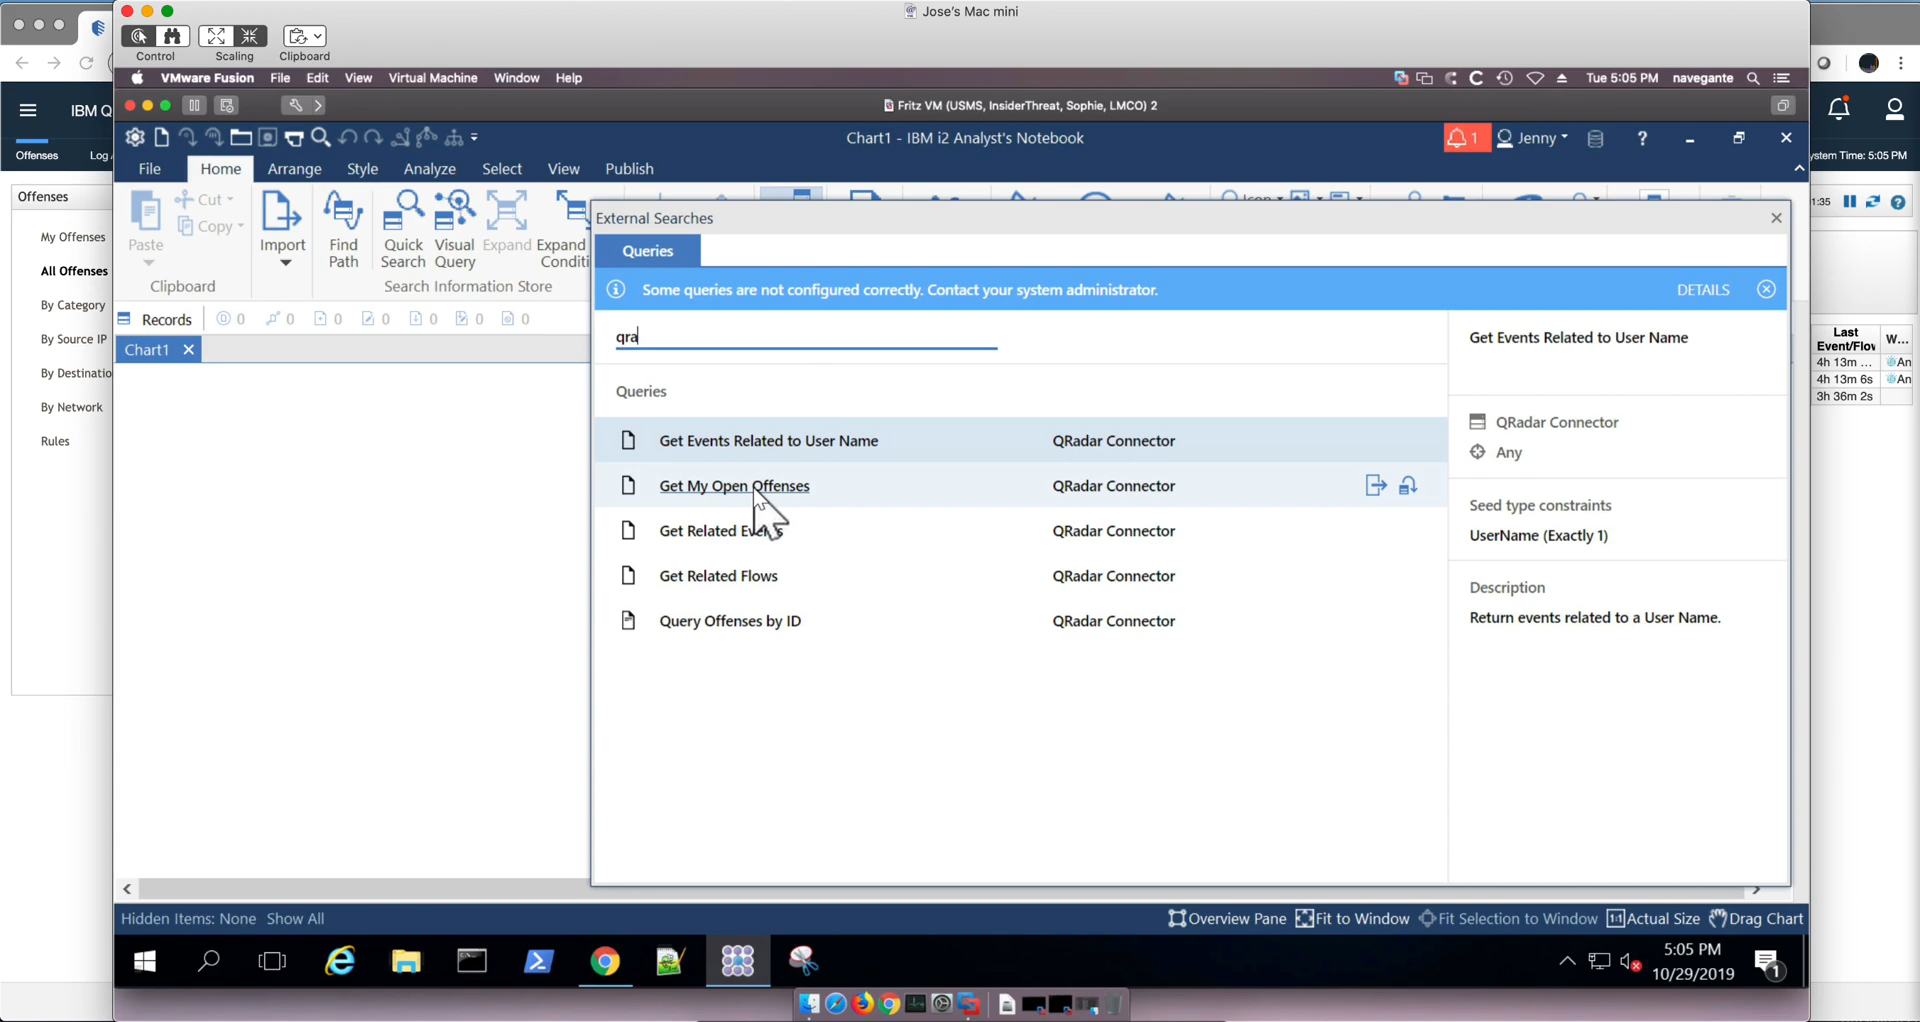 Jose's Mac mini
Control
Scaling
Clipboard
VMware Fusion File Edit View Virtual Machine Window Help
Tue 5:05 PM navegante
Fritz VM (USMS, InsiderThreat, Sophie, LMCO) 2
IBM Q
Offenses
Log
ystem Time: 5:05 PM
Chart1 - IBM i2 Analyst's Notebook
1
Jenny
?
File Home Arrange Style Analyze Select View Publish
Offenses
My Offenses
All Offenses
By Category
By Source IP
By Destinatio
By Network
Rules
1:35
Paste
Cut
Copy
Clipboard
Import
Find
Path
Quick
Search
Visual
Query
Expand
Expand
Conditi
Search Information Store
Icon
Records
0 0 0 0 0 0 0
Chart1
External Searches
Queries
Some queries are not configured correctly. Contact your system administrator.
DETAILS
qra
Queries
Get Events Related to User Name QRadar Connector
Get My Open Offenses QRadar Connector
Get Related Events QRadar Connector
Get Related Flows QRadar Connector
Query Offenses by ID QRadar Connector
Get Events Related to User Name
QRadar Connector
Any
Seed type constraints
UserName (Exactly 1)
Description
Return events related to a User Name.
Last
Event/Flow
W...
4h 13m ... An
4h 13m 6s An
3h 36m 2s
Hidden Items: None Show All
Overview Pane Fit to Window Fit Selection to Window Actual Size Drag Chart
5:05 PM
10/29/2019
1